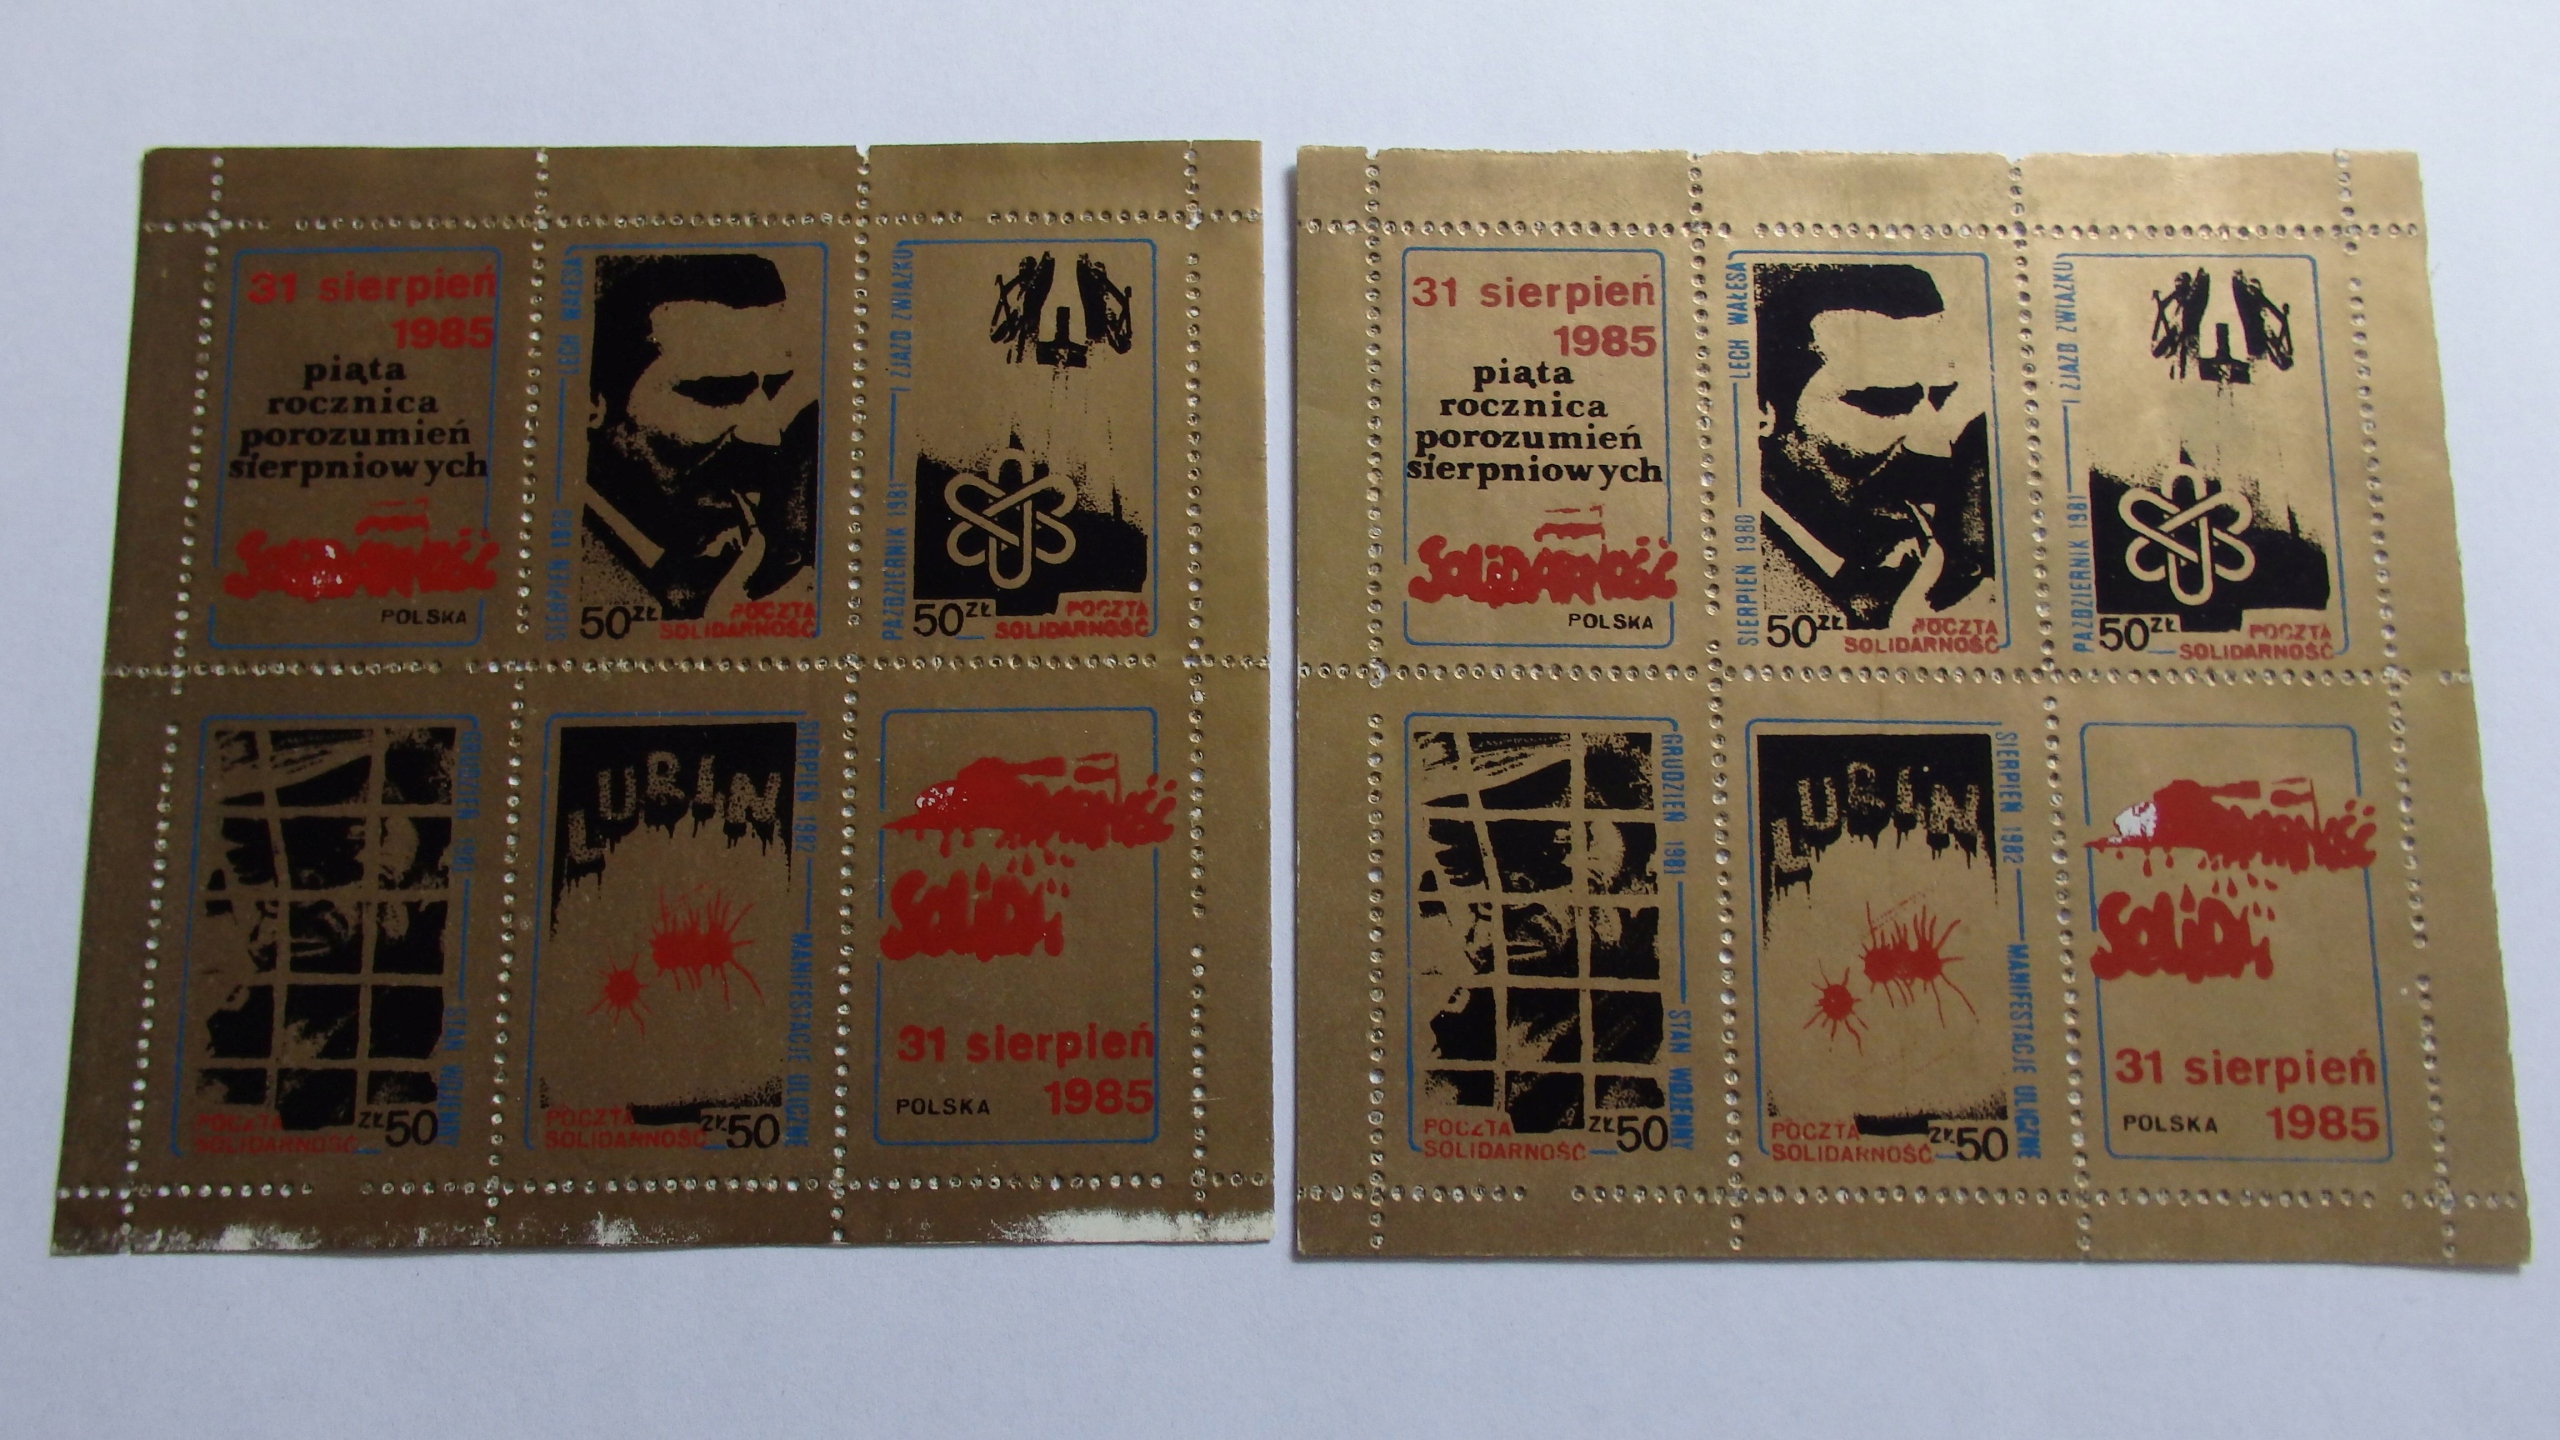 31 sierpień
1985
piąta
rocznica
porozumień
sierpniowych
SOLIDARNOŚĆ
POLSKA
SIERPIEŃ 1980 — LECH WAŁĘSA
50ZŁ
POCZTA
SOLIDARNOŚĆ
PAŹDZIERNIK 1981 — I ZJAZD ZWIĄZKU
50ZŁ
POCZTA
SOLIDARNOŚĆ
GRUDZIEŃ 1981 — STAN WOJENNY
POCZTA
SOLIDARNOŚĆ
ZŁ50
LUBIN
SIERPIEŃ 1982 — MANIFESTACJE ULICZNE
POCZTA
SOLIDARNOŚĆ
ZŁ50
SOLIDA
31 sierpień
1985
POLSKA
31 sierpień
1985
piąta
rocznica
porozumień
sierpniowych
SOLIDARNOŚĆ
POLSKA
SIERPIEŃ 1980 — LECH WAŁĘSA
50ZŁ
POCZTA
SOLIDARNOŚĆ
PAŹDZIERNIK 1981 — I ZJAZD ZWIĄZKU
50ZŁ
POCZTA
SOLIDARNOŚĆ
GRUDZIEŃ 1981 — STAN WOJENNY
POCZTA
SOLIDARNOŚĆ
ZŁ50
LUBIN
SIERPIEŃ 1982 — MANIFESTACJE ULICZNE
POCZTA
SOLIDARNOŚĆ
ZŁ50
SOLIDA
31 sierpień
1985
POLSKA